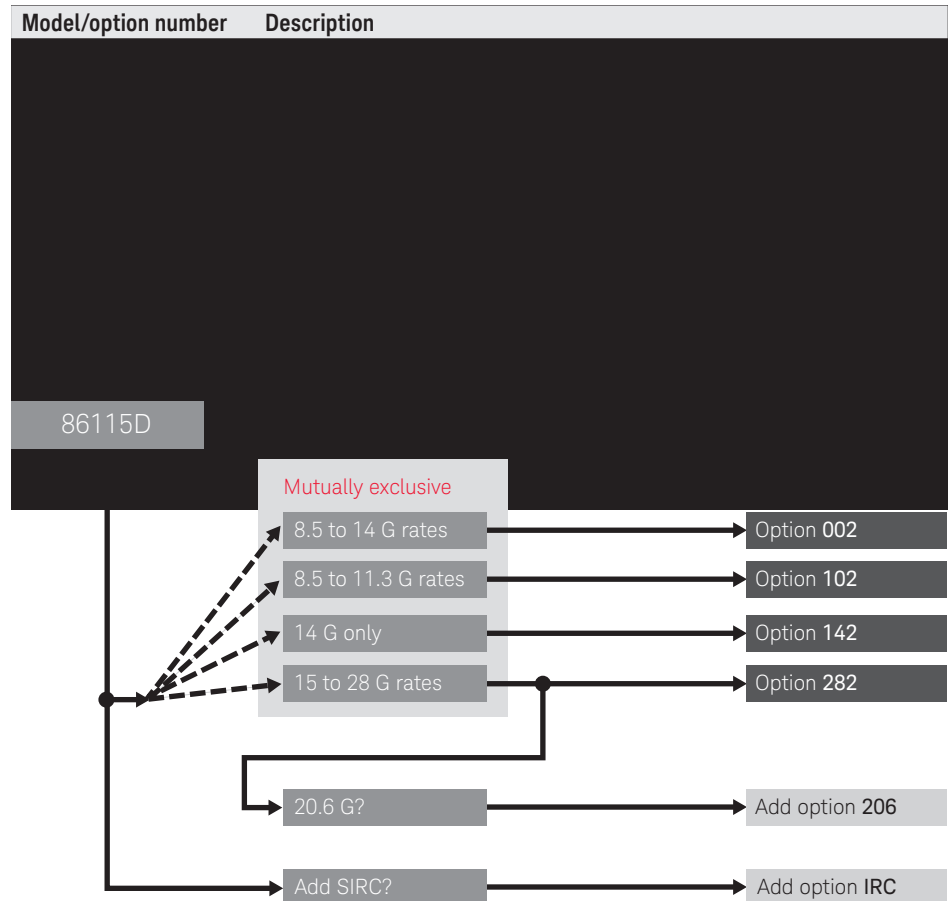 Model/option number Description
86115D
Mutually exclusive
8.5 to 14 G rates Option 002
8.5 to 11.3 G rates Option 102
14 G only Option 142
15 to 28 G rates Option 282
20.6 G? Add option 206
Add SIRC? Add option IRC